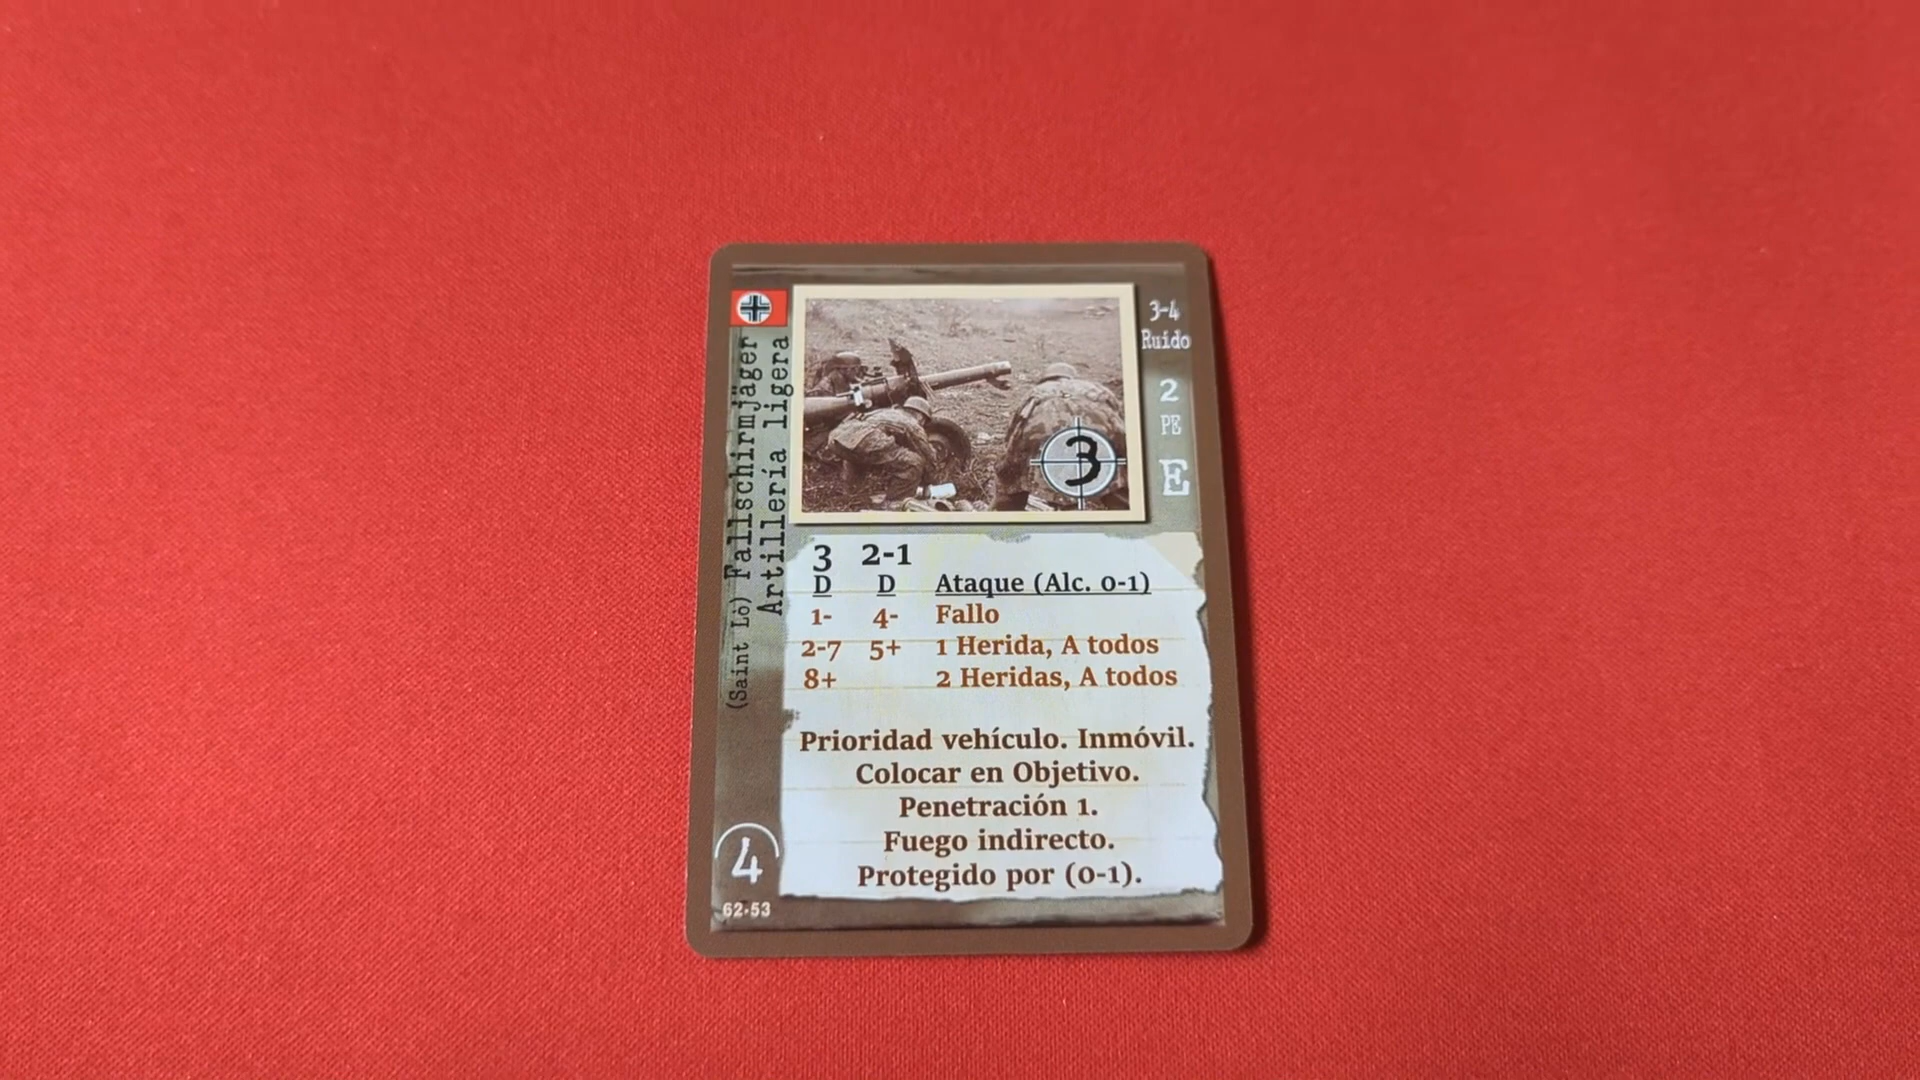 (Saint Lô) Fallschirmjäger
Artillería ligera
3-4
Ruido
2
PE
E
3
3 2-1
D D Ataque (Alc. 0-1)
1- 4- Fallo
2-7 5+ 1 Herida, A todos
8+ 2 Heridas, A todos
Prioridad vehículo. Inmóvil.
Colocar en Objetivo.
Penetración 1.
Fuego indirecto.
Protegido por (0-1).
4
62-53